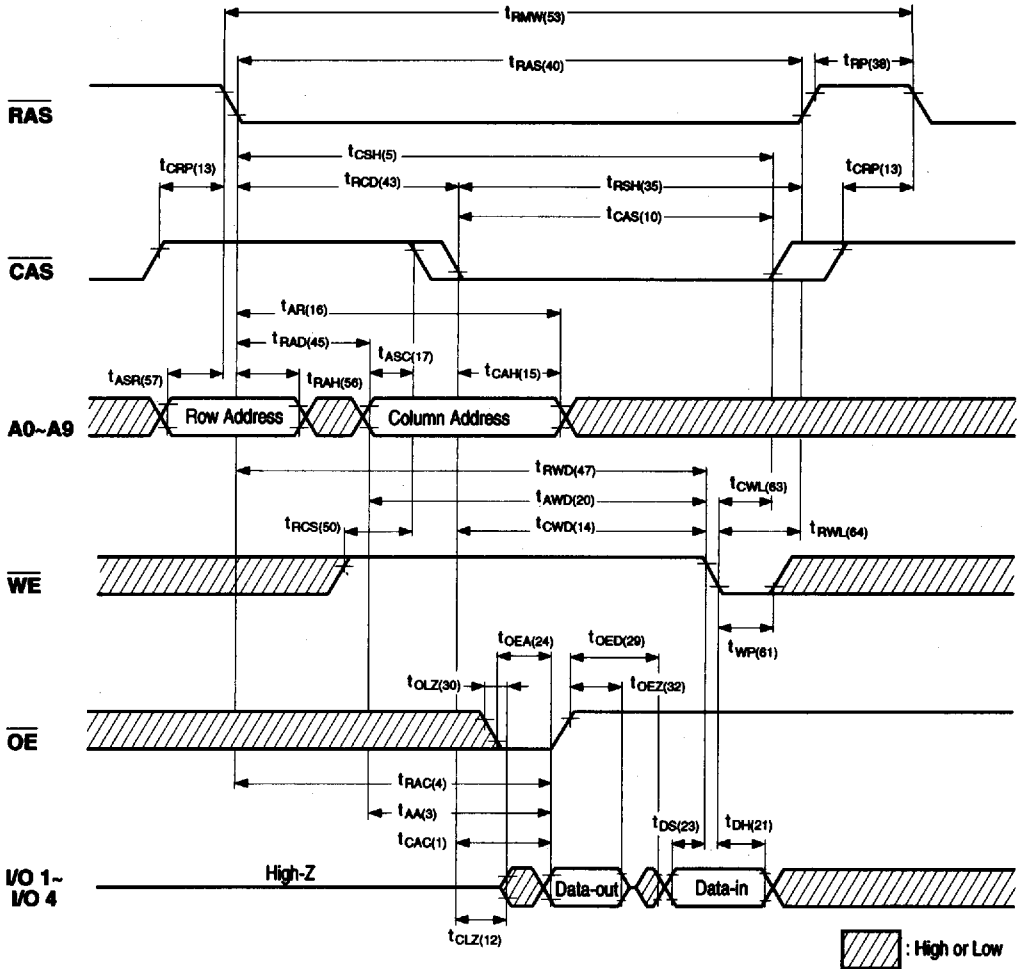 tRMW(53)
tRAS(40)
tRP(38)
RAS
tCSH(5)
tCRP(13)
tRCD(43)
tRSH(35)
tCRP(13)
tCAS(10)
CAS
tAR(16)
tRAD(45)
tASC(17)
tASR(57)
tRAH(56)
tCAH(15)
A0~A9
Row Address
Column Address
tRWD(47)
tCWL(63)
tAWD(20)
tRCS(50)
tCWD(14)
tRWL(64)
WE
tOEA(24)
tOED(29)
tWP(61)
tOLZ(30)
tOEZ(32)
OE
tRAC(4)
tAA(3)
tDS(23)
tDH(21)
tCAC(1)
I/O 1~
I/O 4
High-Z
Data-out
Data-in
tCLZ(12)
: High or Low